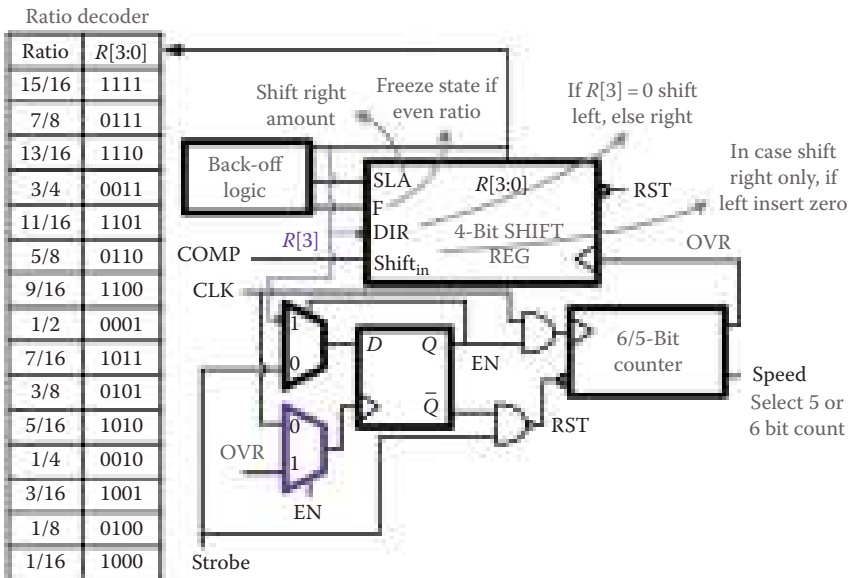 Ratio decoder
Ratio R[3:0]
15/16 1111
7/8 0111
13/16 1110
3/4 0011
11/16 1101
5/8 0110
9/16 1100
1/2 0001
7/16 1011
3/8 0101
5/16 1010
1/4 0010
3/16 1001
1/8 0100
1/16 1000
Shift right
amount
Freeze state if
even ratio
If R[3] = 0 shift
left, else right
In case shift
right only, if
left insert zero
Back-off
logic
SLA
F
DIR
Shiftin
R[3:0]
4-Bit SHIFT
REG
RST
OVR
R[3]
COMP
CLK
1
0
D Q
Q̅
EN
0
1
OVR
EN
RST
6/5-Bit
counter
Speed
Select 5 or
6 bit count
Strobe